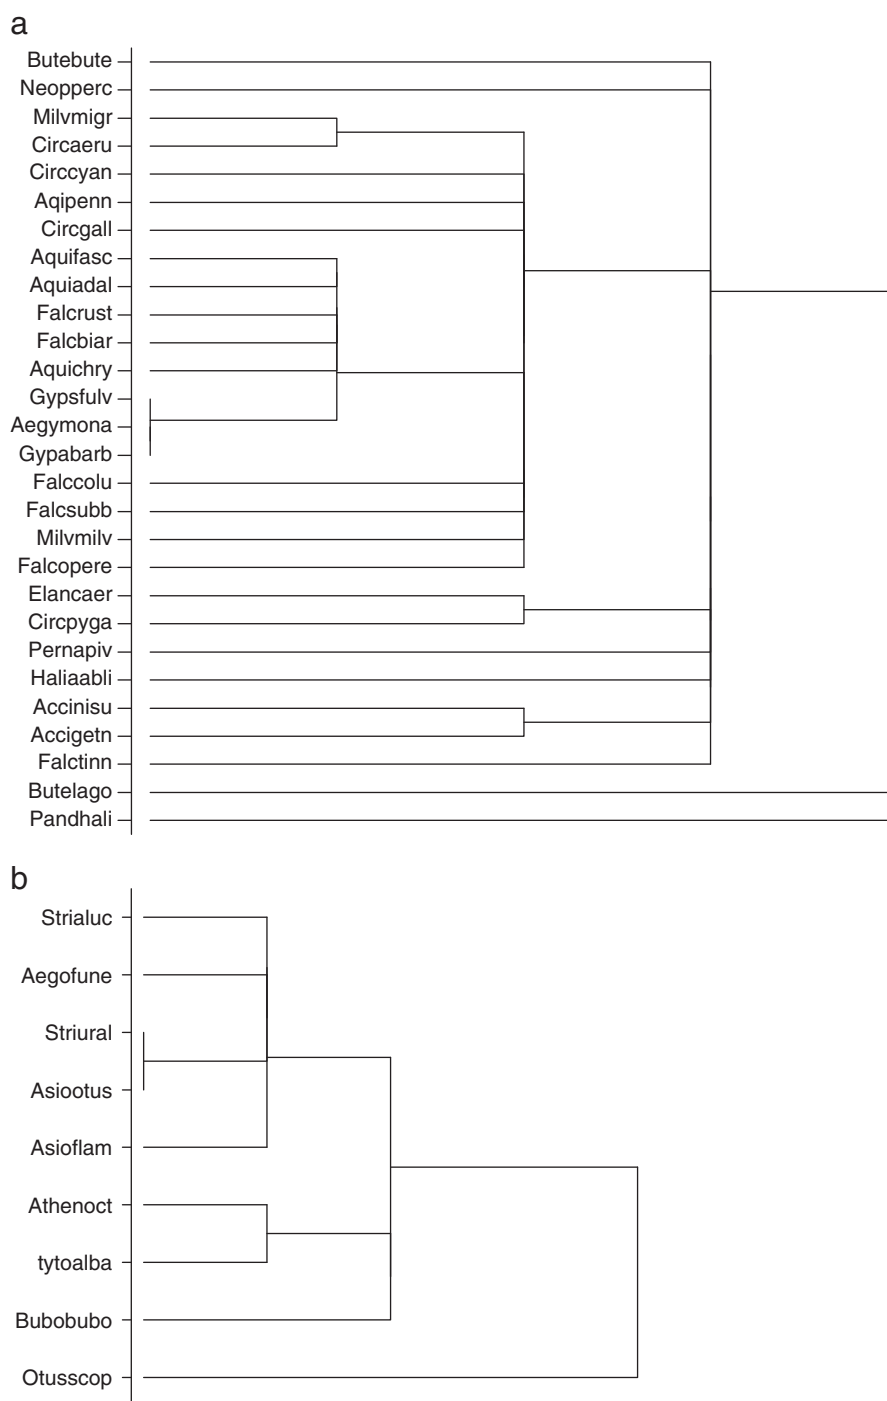 a
Butebute
Neopperc
Milvmigr
Circaeru
Circcyan
Aqipenn
Circgall
Aquifasc
Aquiadal
Falcrust
Falcbiar
Aquichry
Gypsfulv
Aegymona
Gypabarb
Falccolu
Falcsubb
Milvmilv
Falcopere
Elancaer
Circpyga
Pernapiv
Haliaabli
Accinisu
Accigetn
Falctinn
Butelago
Pandhali
b
Strialuc
Aegofune
Striural
Asiootus
Asioflam
Athenoct
tytoalba
Bubobubo
Otusscop